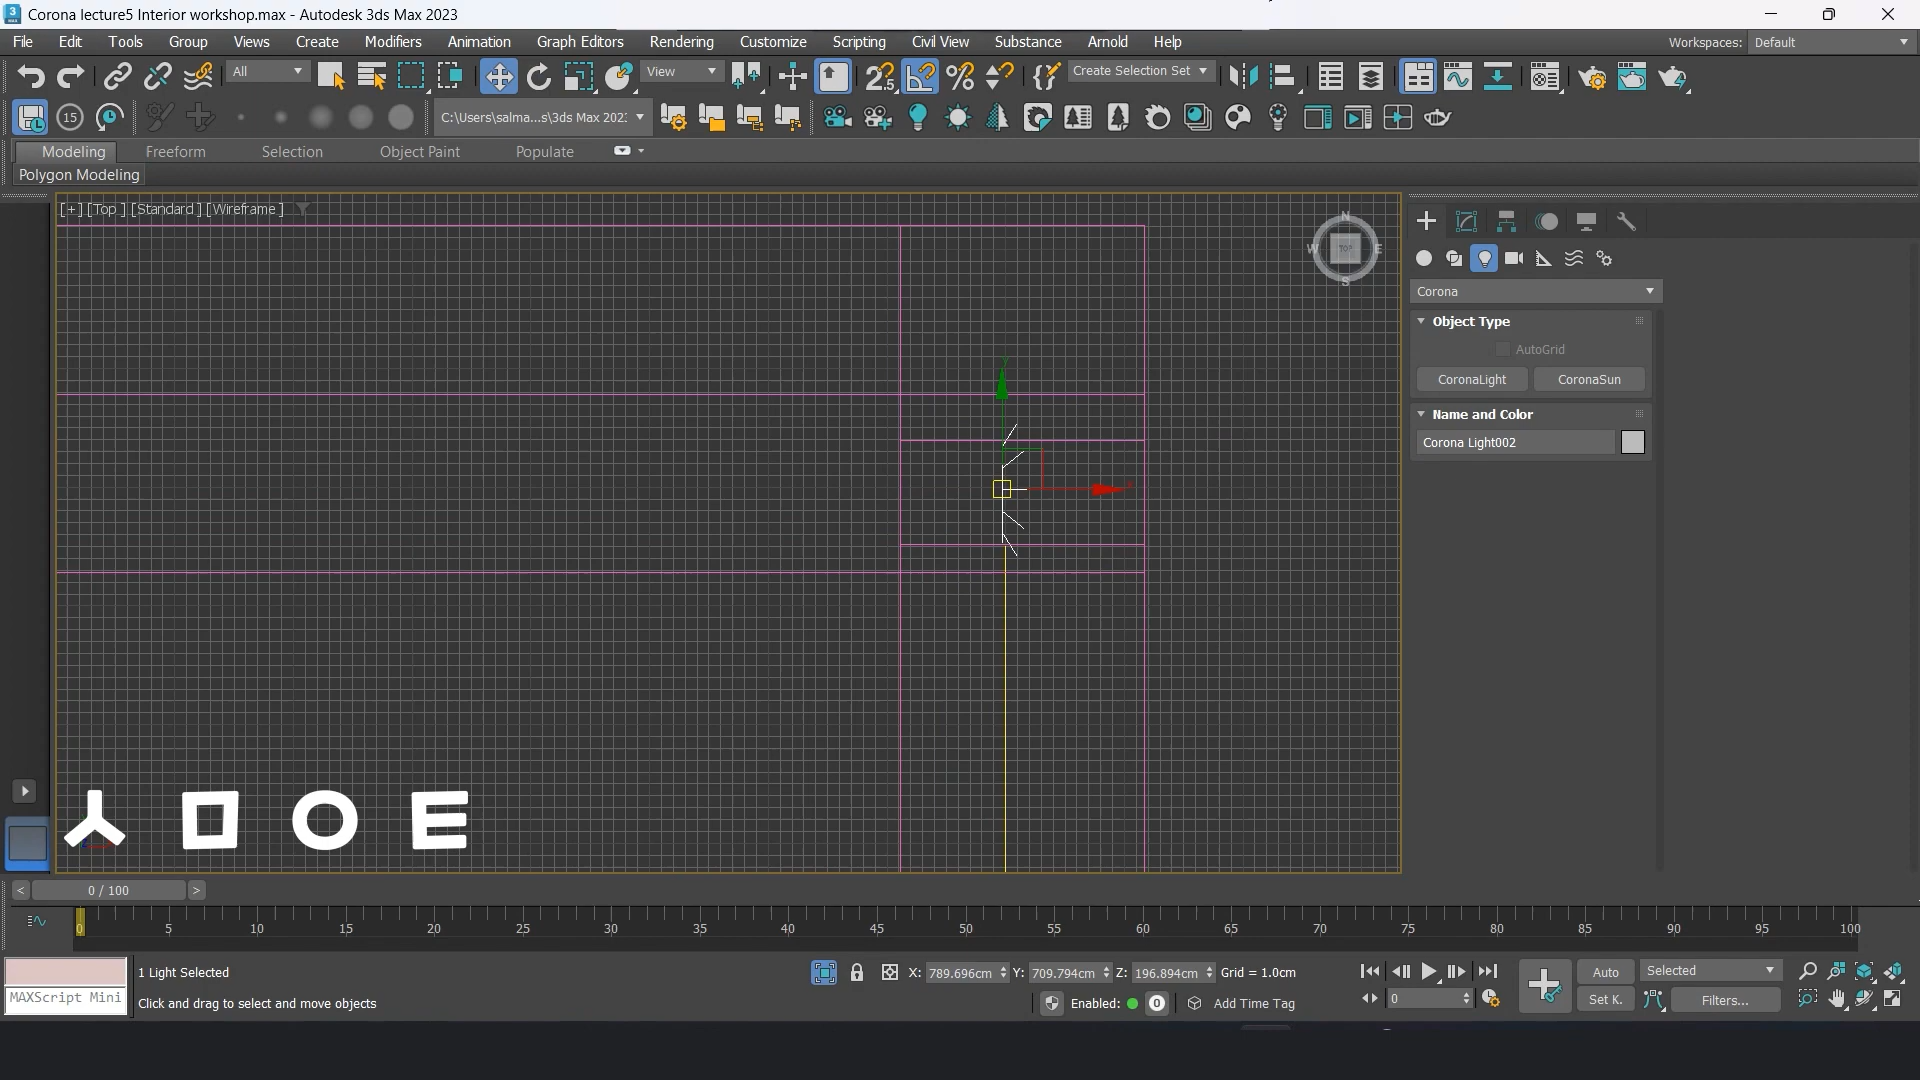 Corona lecture5 Interior workshop.max - Autodesk 3ds Max 2023
File Edit Tools Group Views Create Modifiers Animation Graph Editors Rendering Customize Scripting Civil View Substance Arnold Help Workspaces: Default
All View Create Selection Set
15 C:\Users\salma...s\3ds Max 202
Modeling Freeform Selection Object Paint Populate
Polygon Modeling
[+] [Top ] [Standard ] [Wireframe ]
N
W TOP E
S
Corona
Object Type
AutoGrid
CoronaLight CoronaSun
Name and Color
Corona Light002
ㅅ ㅁ ㅇ ㅌ
< 0 / 100 >
0 5 10 15 20 25 30 35 40 45 50 55 60 65 70 75 80 85 90 95 100
1 Light Selected X: 789.696cm Y: 709.794cm Z: 196.894cm Grid = 1.0cm Auto Selected
MAXScript Mini Click and drag to select and move objects Enabled: 0 Add Time Tag 0 Set K. Filters...